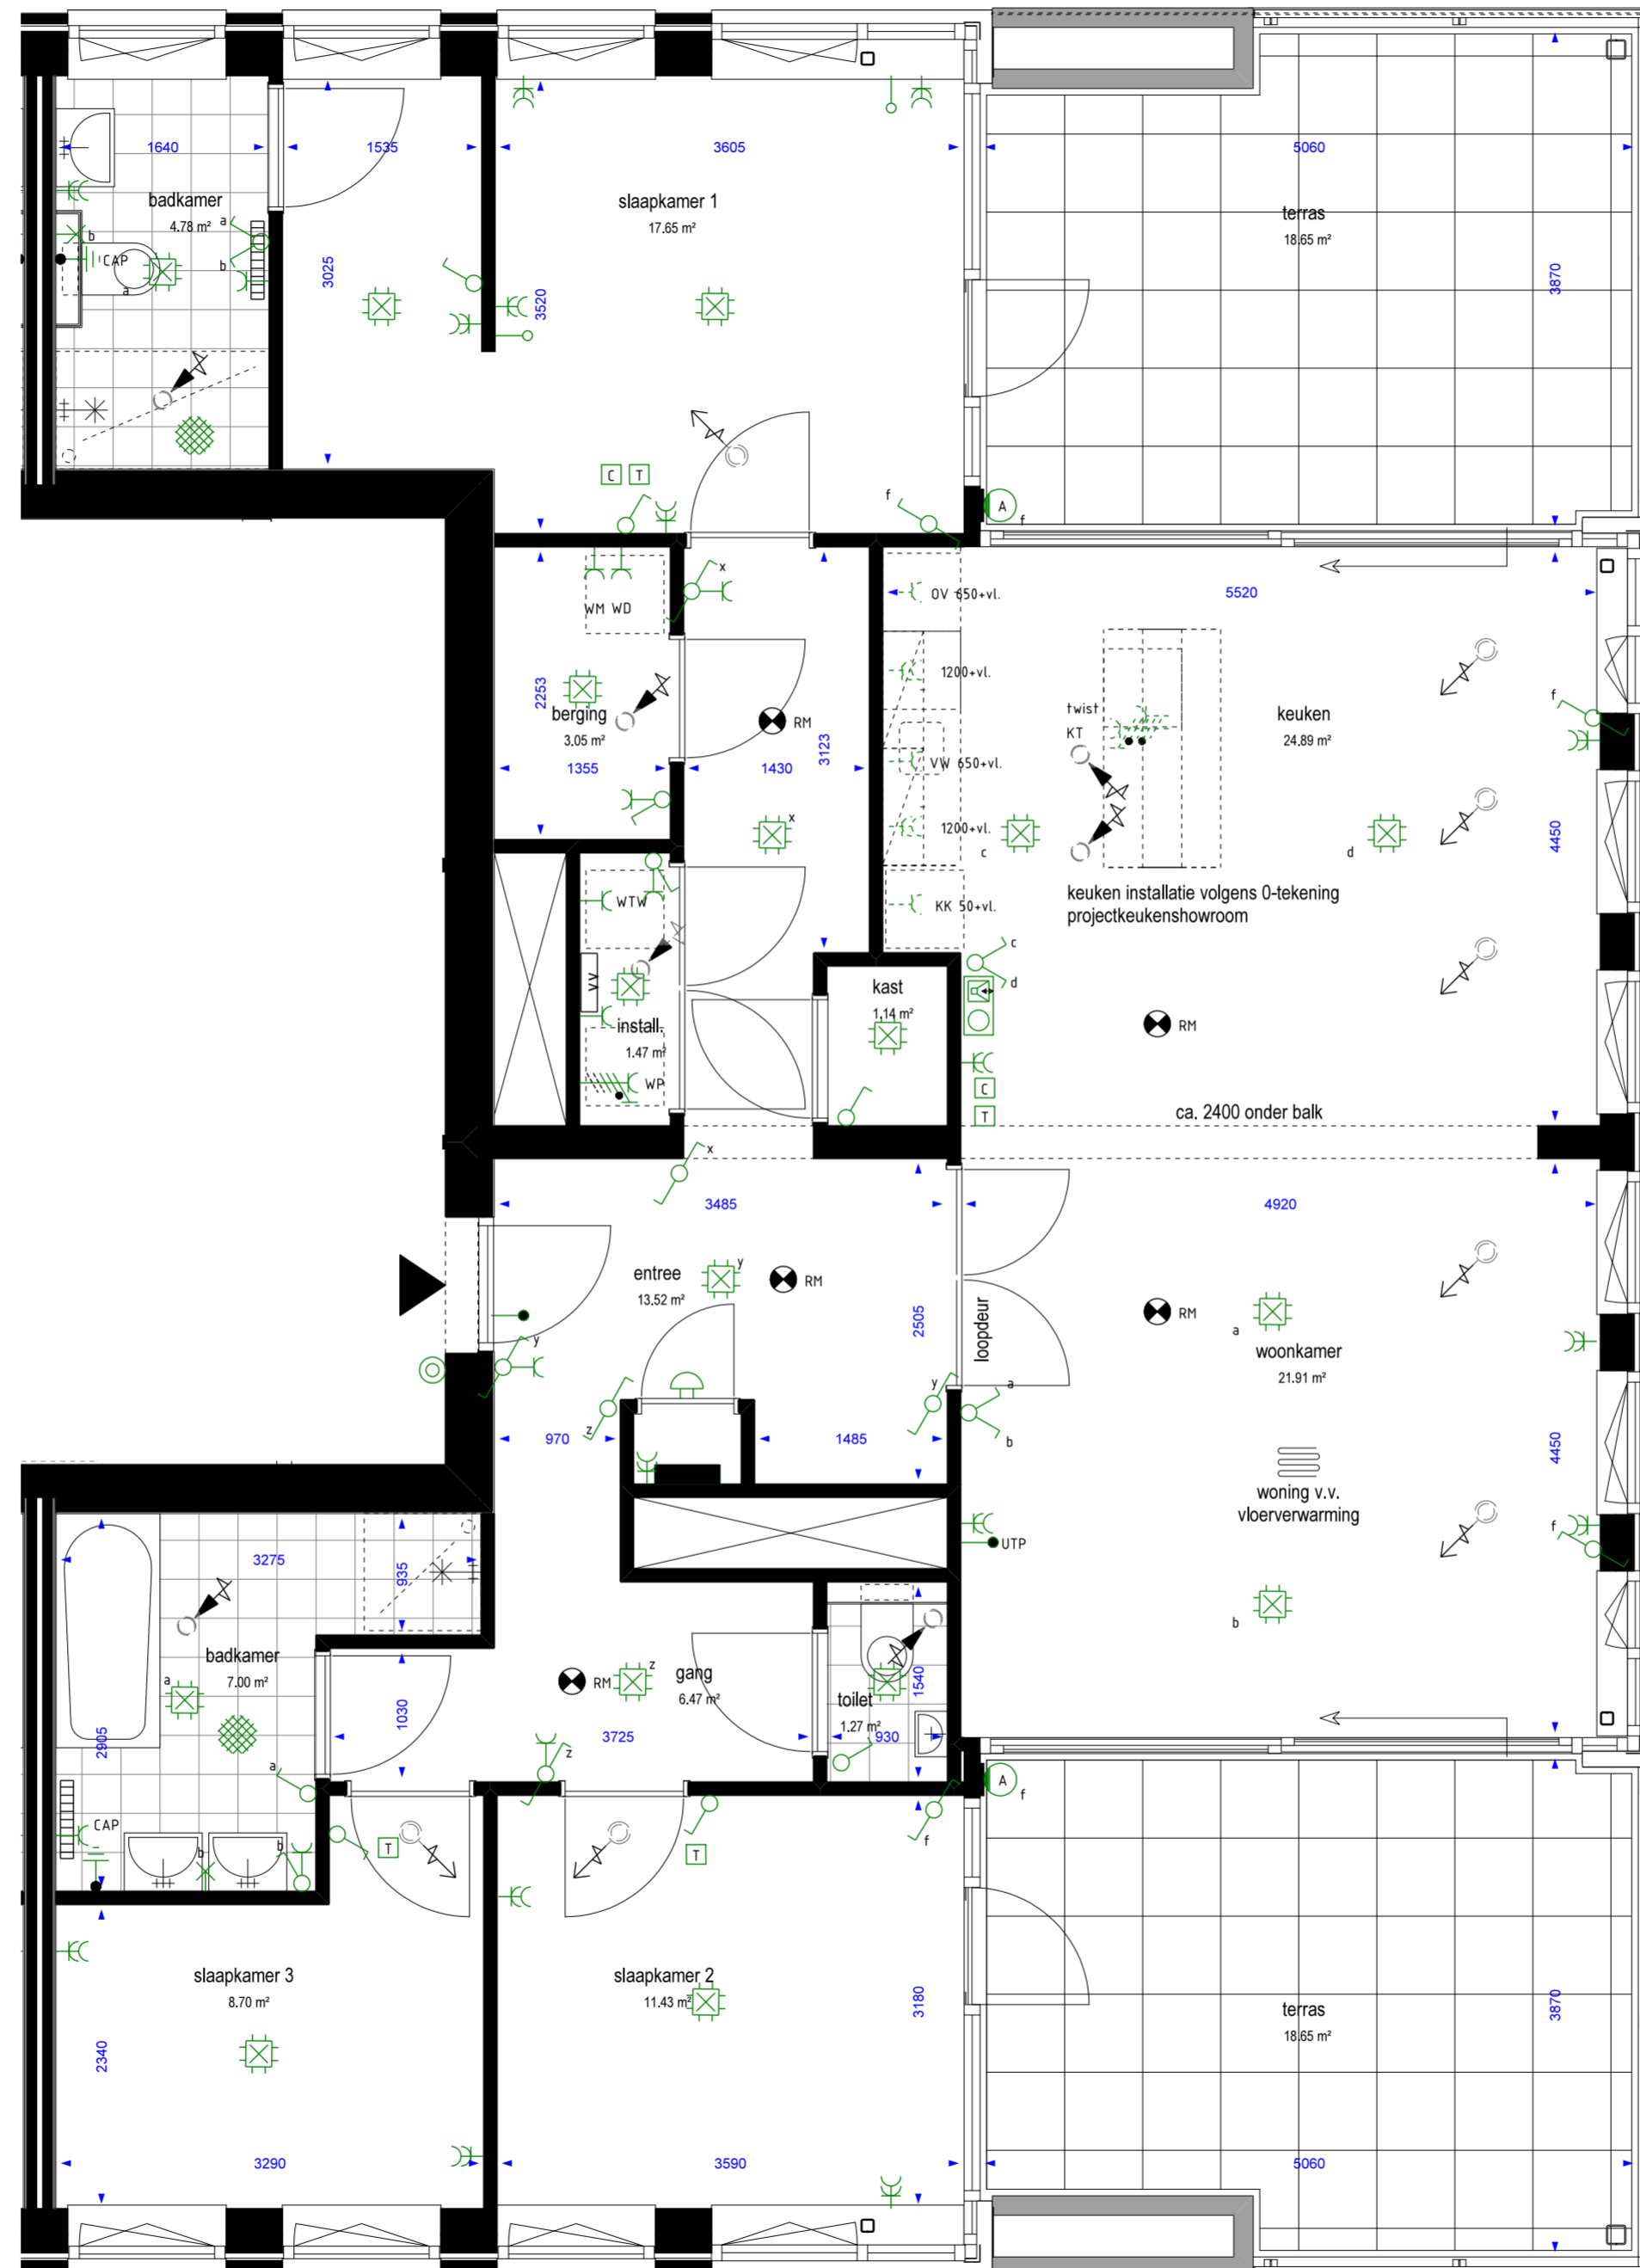 1640
1535
3605
5060
badkamer
4.78 m²
slaapkamer 1
17.65 m²
terras
18.65 m²
a
b
b
CAP
a
3025
3520
3870
C T
f
A
f
x
WM WD
OV 650+vl.
5520
2253
1200+vl.
f
twist
KT
berging
3.05 m²
RM
keuken
24.89 m²
3123
1355
1430
VW 650+vl.
x
1200+vl.
c
d
4450
keuken installatie volgens 0-tekening
projectkeukenshowroom
WTW
KK 50+vl.
c
d
v.v
kast
1.14 m²
install.
1.47 m²
RM
WP
C
T
ca. 2400 onder balk
x
3485
4920
entree
13.52 m²
y
RM
2505
loopdeur
RM
a
woonkamer
21.91 m²
y
y
a
z
b
970
1485
4450
woning v.v.
vloerverwarming
f
UTP
3275
935
badkamer
7.00 m²
a
RM
z
gang
6.47 m²
toilet
1.27 m²
1540
b
1030
2905
3725
930
z
a
A
f
CAP
b
b
T
T
f
slaapkamer 3
8.70 m²
slaapkamer 2
11.43 m²
terras
18.65 m²
2340
3180
3870
3290
3590
5060